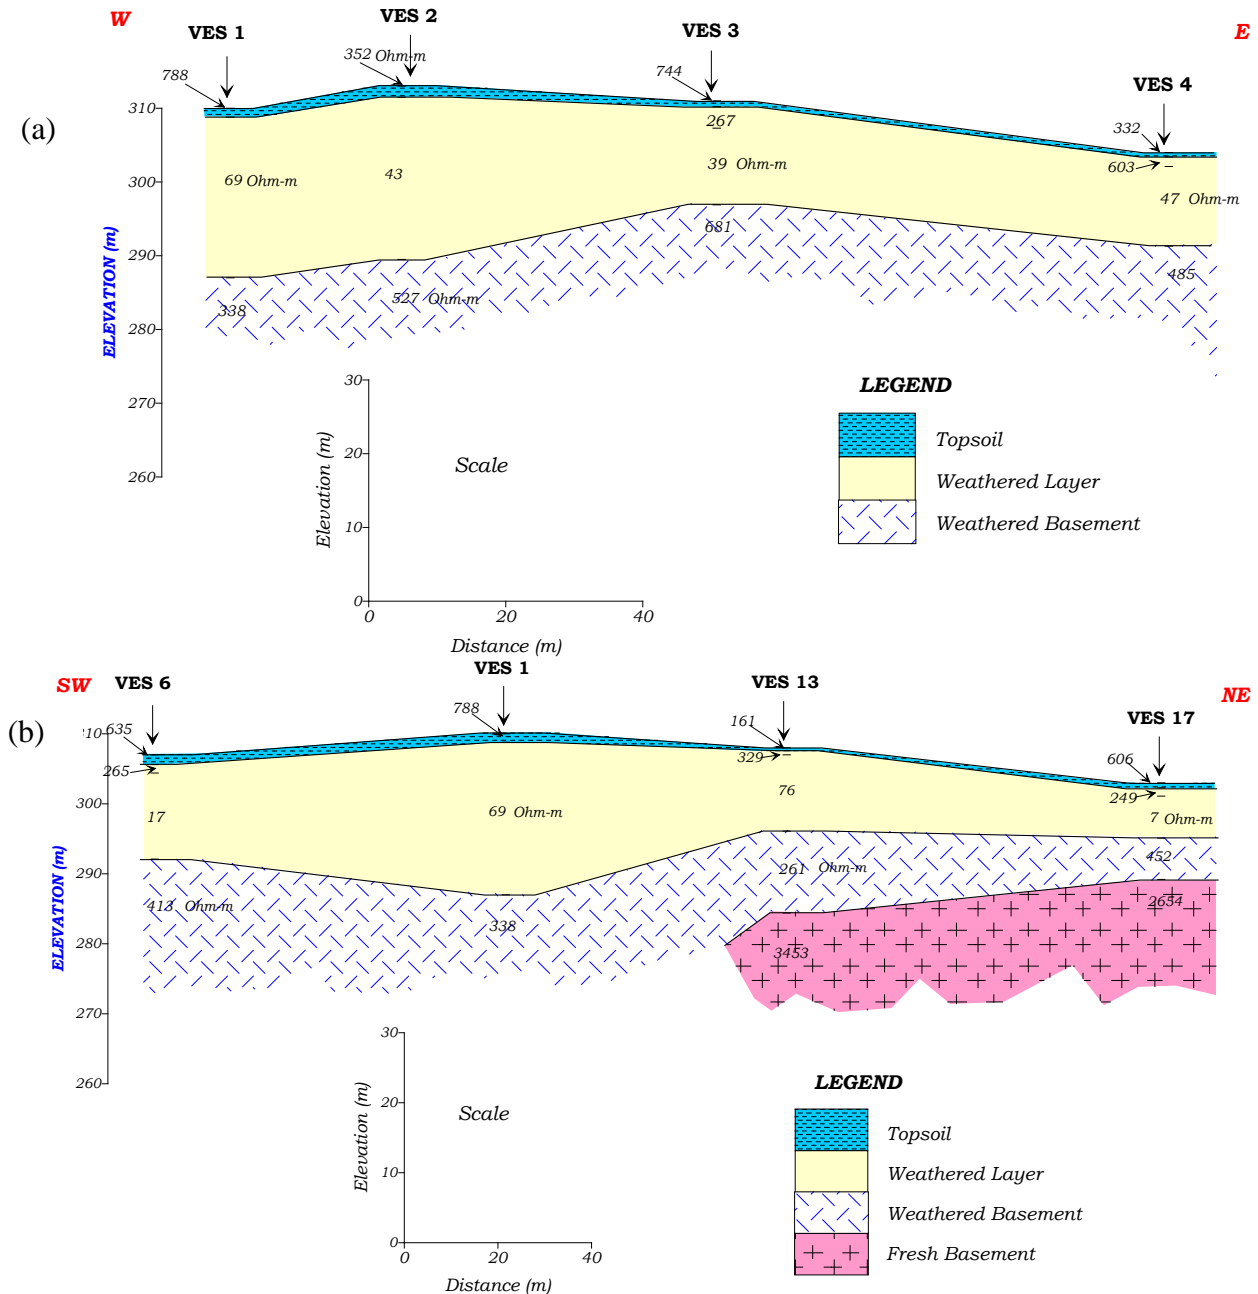 W
VES 1
VES 2
VES 3
VES 4
E
(a)
788
352 Ohm-m
744
332
603
267
69 Ohm-m
43
39 Ohm-m
47 Ohm-m
681
485
338
527 Ohm-m
ELEVATION (m)
310
300
290
280
270
260
Elevation (m)
30
20
10
0
Scale
0
20
40
Distance (m)
LEGEND
Topsoil
Weathered Layer
Weathered Basement
SW
VES 6
VES 1
VES 13
VES 17
NE
(b)
635
788
161
606
265
329
249
17
69 Ohm-m
76
7 Ohm-m
413 Ohm-m
338
261 Ohm-m
452
3453
2654
ELEVATION (m)
'10
300
290
280
270
260
Elevation (m)
30
20
10
0
Scale
0
20
40
Distance (m)
LEGEND
Topsoil
Weathered Layer
Weathered Basement
Fresh Basement